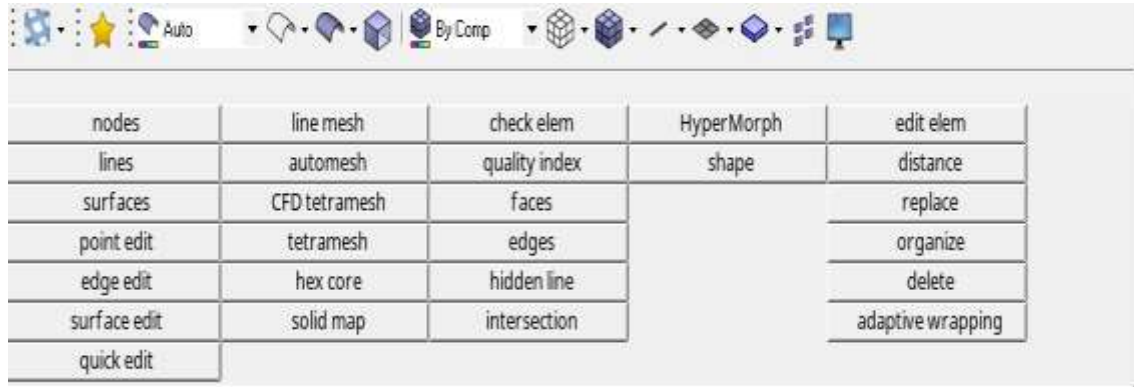 Auto By Comp
nodes line mesh check elem HyperMorph edit elem
lines automesh quality index shape distance
surfaces CFD tetramesh faces replace
point edit tetramesh edges organize
edge edit hex core hidden line delete
surface edit solid map intersection adaptive wrapping
quick edit